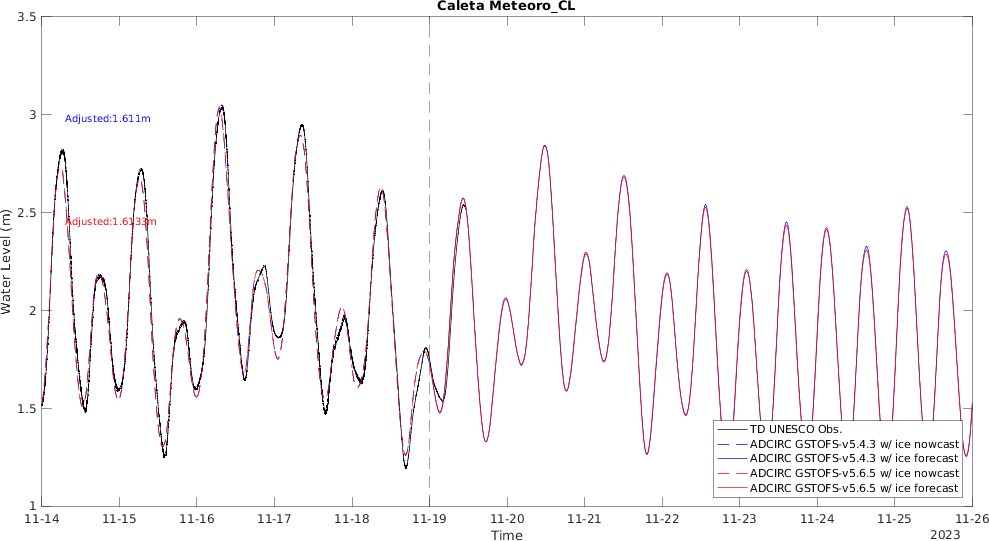 Caleta Meteoro_CL
3.5
3
2.5
2
1.5
1
Water Level (m)
Adjusted:1.611m
Adjusted:1.6133m
TD UNESCO Obs.
ADCIRC GSTOFS-v5.4.3 w/ ice nowcast
ADCIRC GSTOFS-v5.4.3 w/ ice forecast
ADCIRC GSTOFS-v5.6.5 w/ ice nowcast
ADCIRC GSTOFS-v5.6.5 w/ ice forecast
11-14 11-15 11-16 11-17 11-18 11-19 11-20 11-21 11-22 11-23 11-24 11-25 11-26
Time
2023